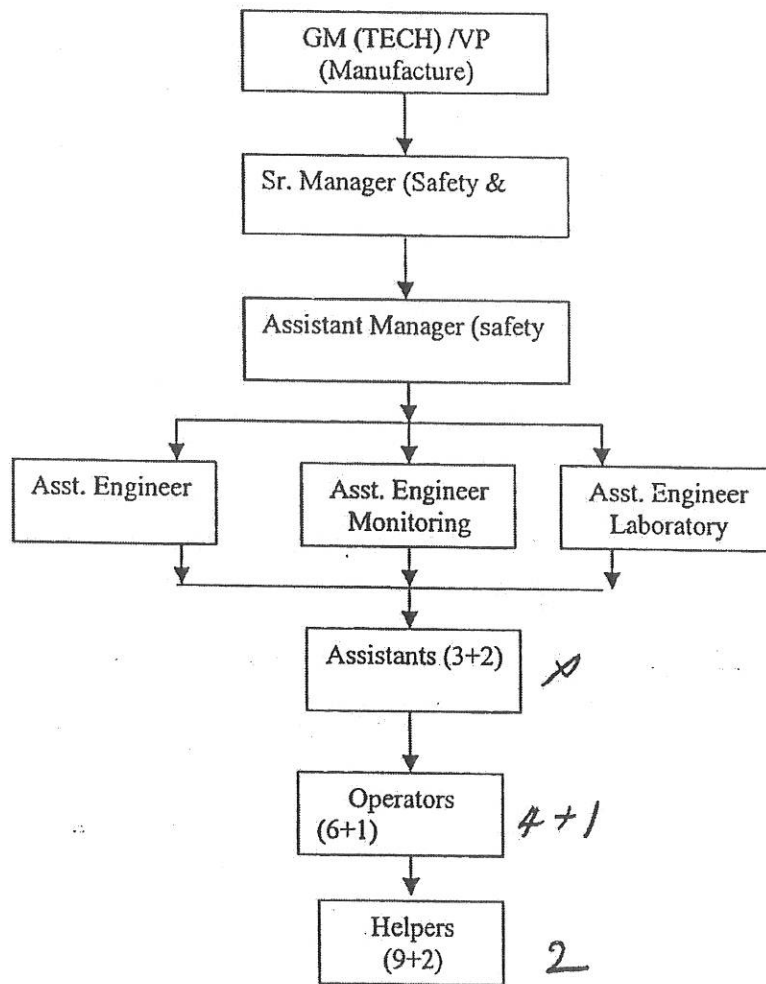 GM (TECH) /VP
(Manufacture)
Sr. Manager (Safety &
Assistant Manager (safety
Asst. Engineer
Asst. Engineer
Monitoring
Asst. Engineer
Laboratory
Assistants (3+2)
Operators
(6+1)
4+1
Helpers
(9+2)
2